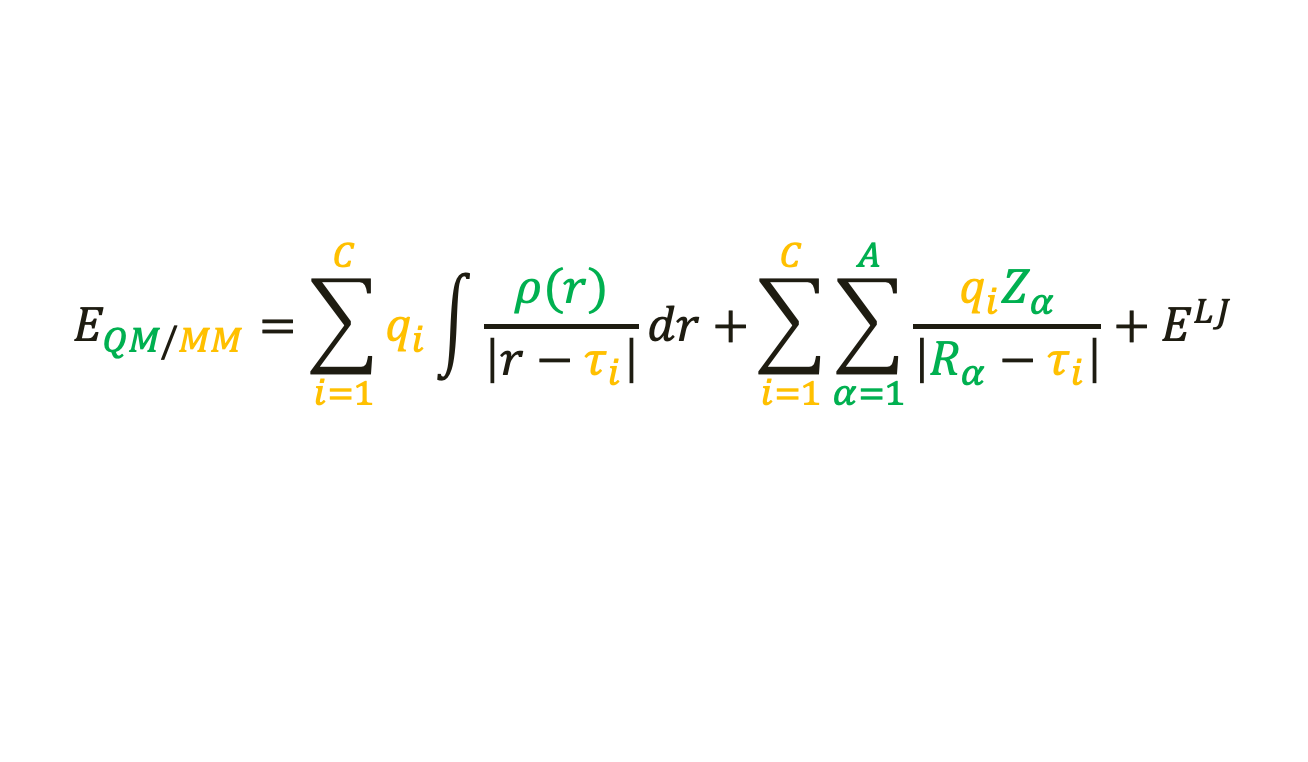 E_{QM/MM} = \sum_{i=1}^{C} q_i \int \frac{\rho(r)}{|r - \tau_i|} dr + \sum_{i=1}^{C} \sum_{\alpha=1}^{A} \frac{q_i Z_\alpha}{|R_\alpha - \tau_i|} + E^{LJ}